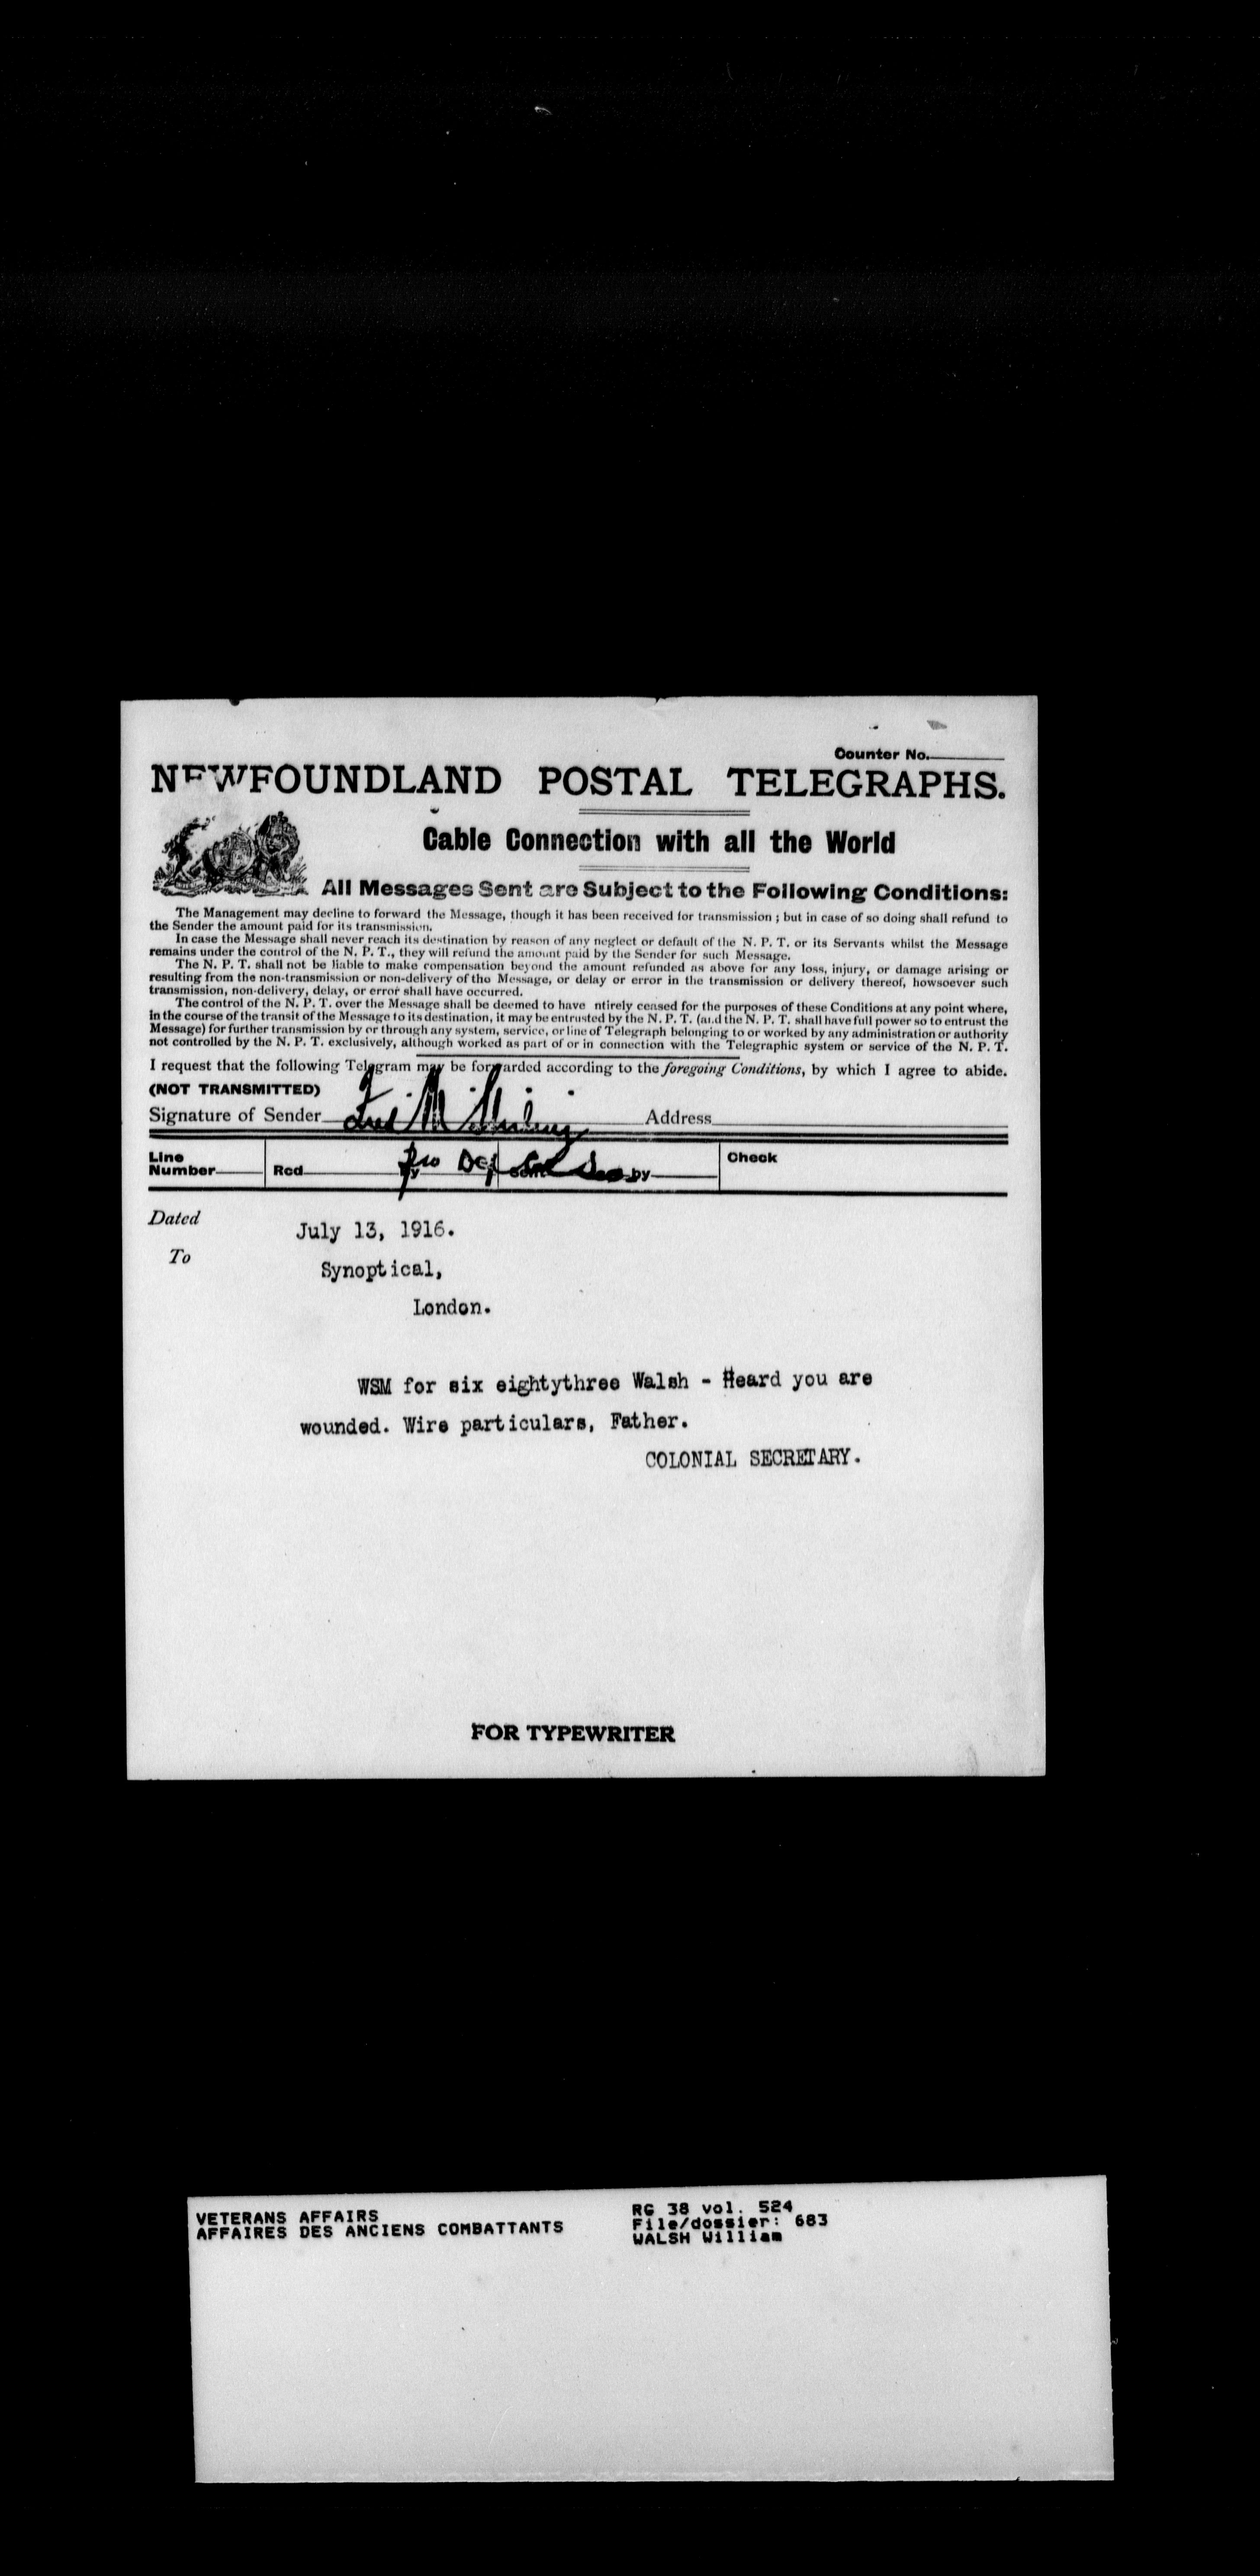 Counter No.
NEWFOUNDLAND POSTAL TELEGRAPHS.
Cable Connection with all the World
All Messages Sent are Subject to the Following Conditions:
The Management may decline to forward the Message, though it has been received for transmission ; but in case of so doing shall refund to
the Sender the amount paid for its transmission.
In case the Message shall never reach its destination by reason of any neglect or default of the N. P. T. or its Servants whilst the Message
remains under the control of the N. P. T., they will refund the amount paid by the Sender for such Message.
The N. P. T. shall not be liable to make compensation beyond the amount refunded as above for any loss, injury, or damage arising or
resulting from the non-transmission or non-delivery of the Message, or delay or error in the transmission or delivery thereof, howsoever such
transmission, non-delivery, delay, or error shall have occurred.
The control of the N. P. T. over the Message shall be deemed to have ntirely ceased for the purposes of these Conditions at any point where,
in the course of the transit of the Message to its destination, it may be entrusted by the N. P. T. (and the N. P. T. shall have full power so to entrust the
Message) for further transmission by or through any system, service, or line of Telegraph belonging to or worked by any administration or authority
not controlled by the N. P. T. exclusively, although worked as part of or in connection with the Telegraphic system or service of the N. P. T.
I request that the following Telegram may be forwarded according to the foregoing Conditions, by which I agree to abide.
(NOT TRANSMITTED)
Signature of Sender Address
Line
Number Rcd by Check
Dated July 13, 1916.
To Synoptical,
London.
WSM for six eightythree Walsh - Heard you are
wounded. Wire particulars, Father.
COLONIAL SECRETARY.
FOR TYPEWRITER
VETERANS AFFAIRS
AFFAIRES DES ANCIENS COMBATTANTS
RG 38 vol. 524
File/dossier: 683
WALSH William